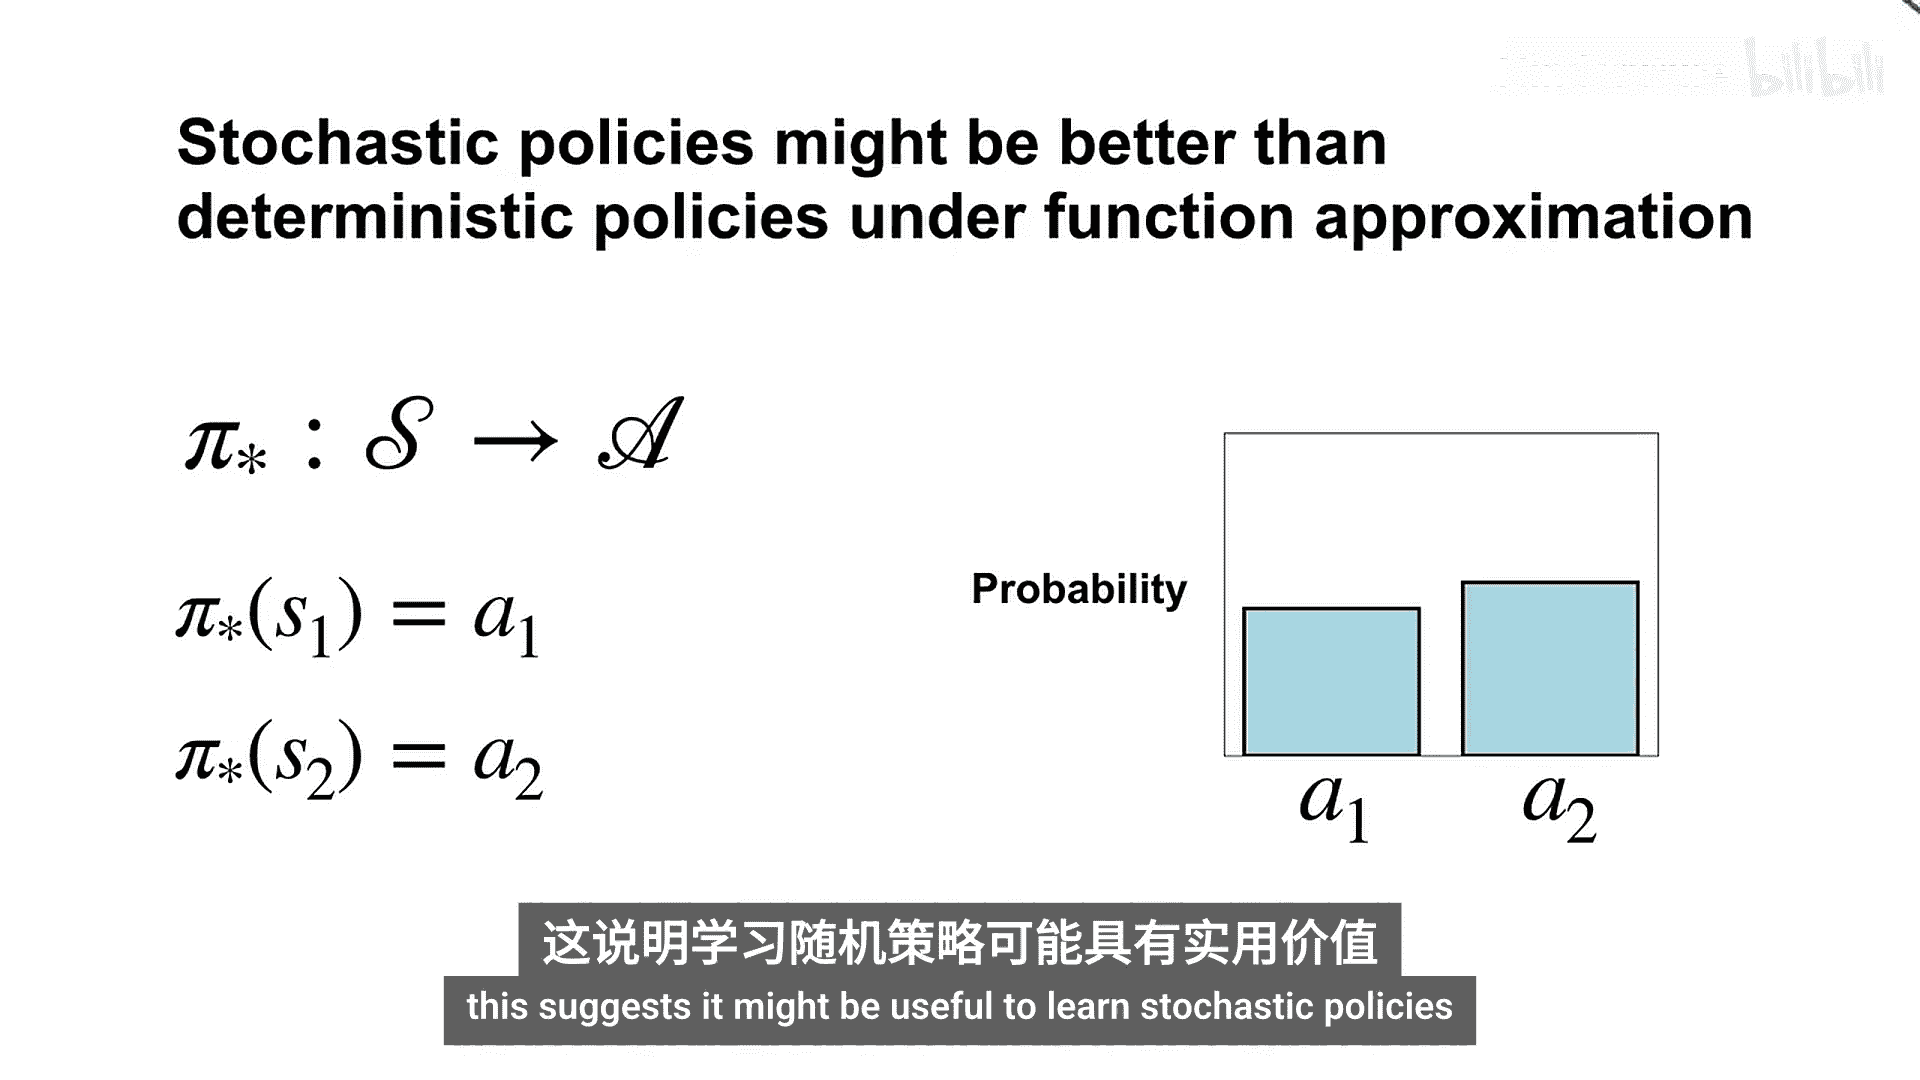 bilibili
Stochastic policies might be better than
deterministic policies under function approximation
π* : 𝒮 → 𝒜
π*(s₁) = a₁
π*(s₂) = a₂
Probability
a₁ a₂
这说明学习随机策略可能具有实用价值
this suggests it might be useful to learn stochastic policies